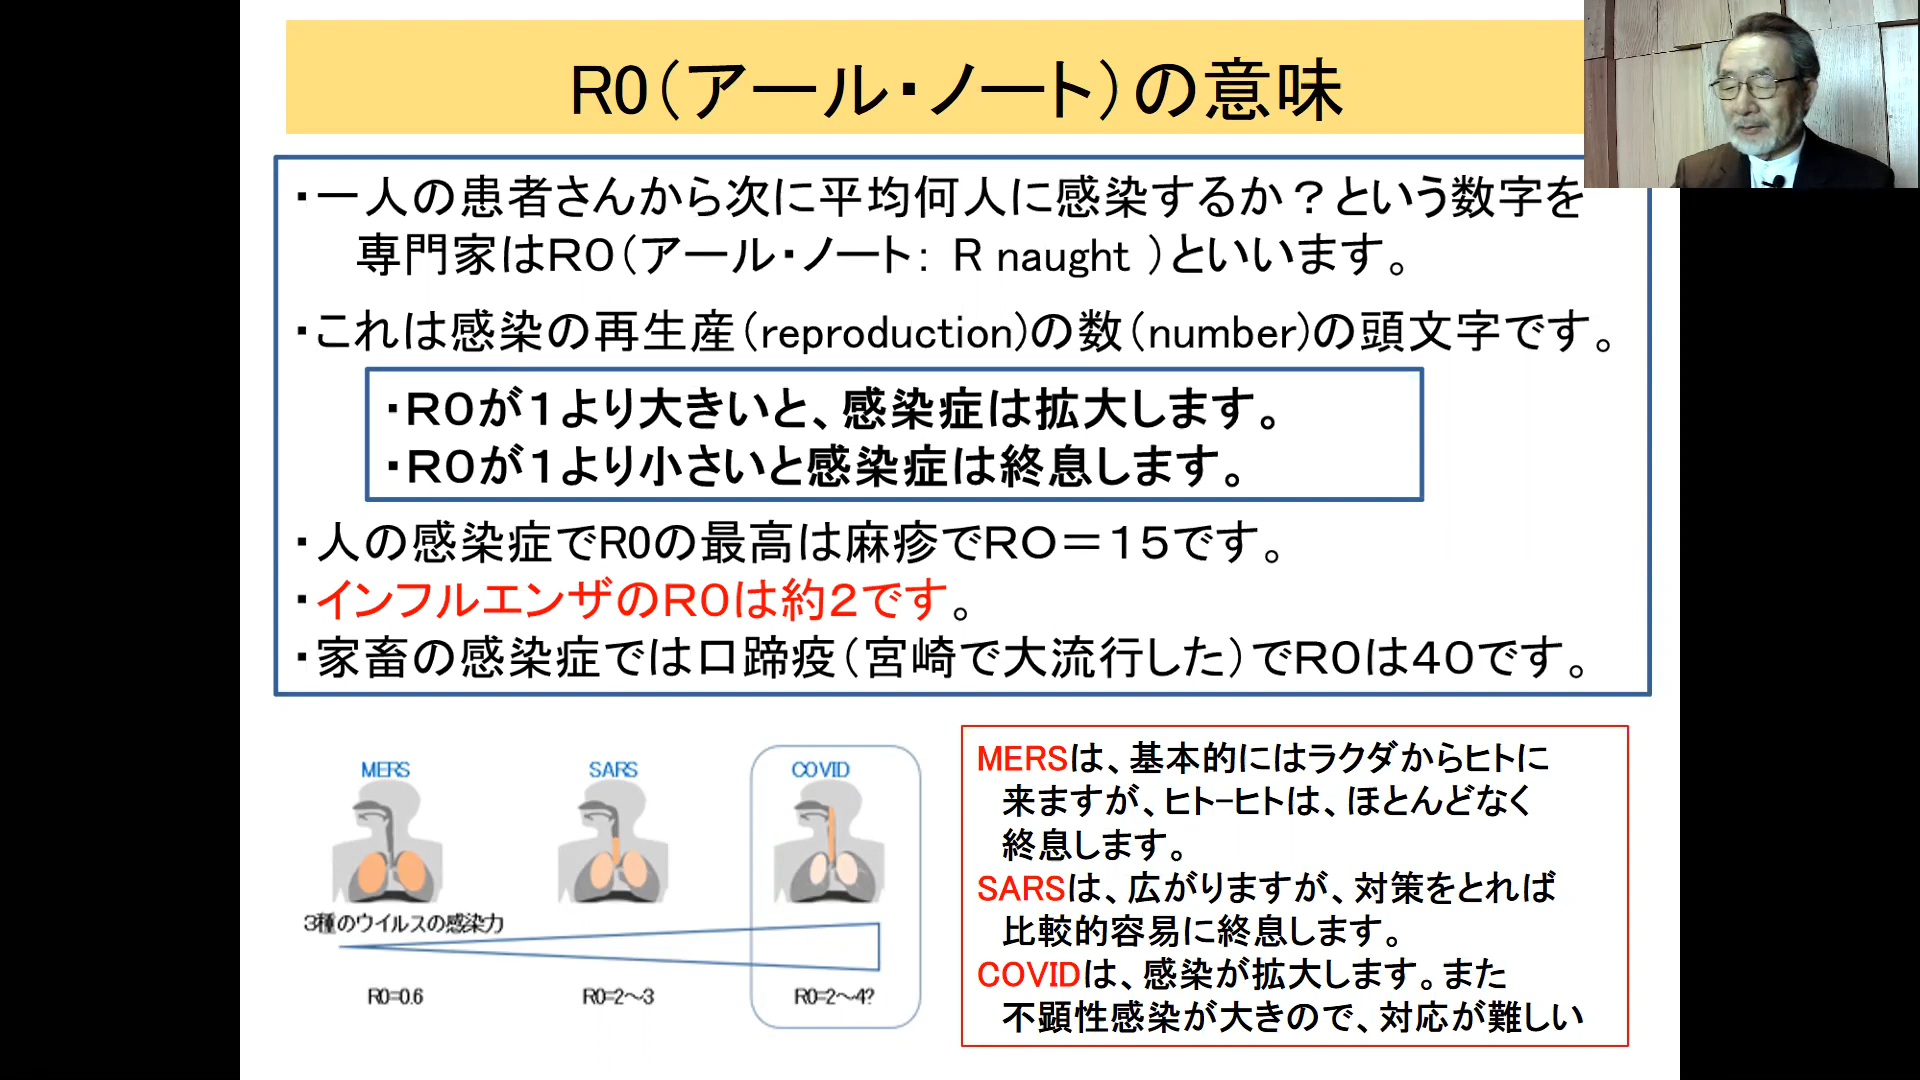 R0（アール・ノート）の意味
・一人の患者さんから次に平均何人に感染するか？という数字を
専門家はR0（アール・ノート： R naught ）といいます。
・これは感染の再生産（reproduction)の数（number)の頭文字です。
・R0が１より大きいと、感染症は拡大します。
・R0が１より小さいと感染症は終息します。
・人の感染症でR0の最高は麻疹でRO＝15です。
・インフルエンザのR0は約2です。
・家畜の感染症では口蹄疫（宮崎で大流行した）でR0は40です。
MERS SARS COVID
3種のウイルスの感染力
R0=0.6 R0=2～3 R0=2～4?
MERSは、基本的にはラクダからヒトに
来ますが、ヒト−ヒトは、ほとんどなく
終息します。
SARSは、広がりますが、対策をとれば
比較的容易に終息します。
COVIDは、感染が拡大します。また
不顕性感染が大きので、対応が難しい